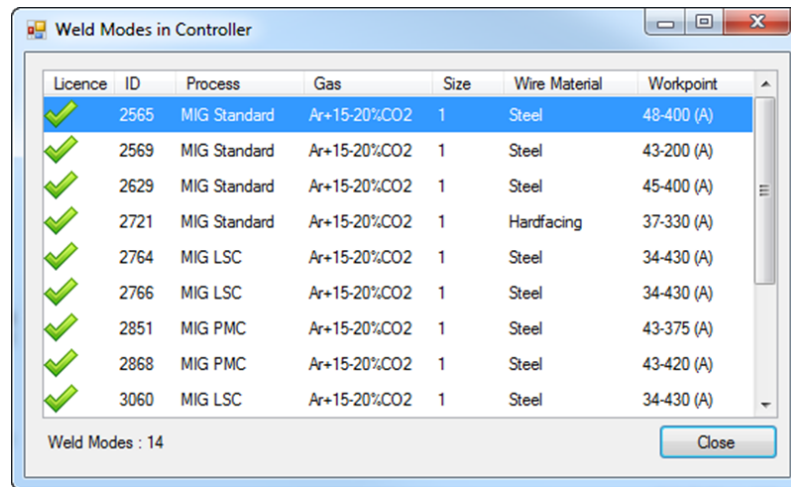 Weld Modes in Controller
Licence ID Process Gas Size Wire Material Workpoint
2565 MIG Standard Ar+15-20%CO2 1 Steel 48-400 (A)
2569 MIG Standard Ar+15-20%CO2 1 Steel 43-200 (A)
2629 MIG Standard Ar+15-20%CO2 1 Steel 45-400 (A)
2721 MIG Standard Ar+15-20%CO2 1 Hardfacing 37-330 (A)
2764 MIG LSC Ar+15-20%CO2 1 Steel 34-430 (A)
2766 MIG LSC Ar+15-20%CO2 1 Steel 34-430 (A)
2851 MIG PMC Ar+15-20%CO2 1 Steel 43-375 (A)
2868 MIG PMC Ar+15-20%CO2 1 Steel 43-420 (A)
3060 MIG LSC Ar+15-20%CO2 1 Steel 34-430 (A)
Weld Modes : 14 Close